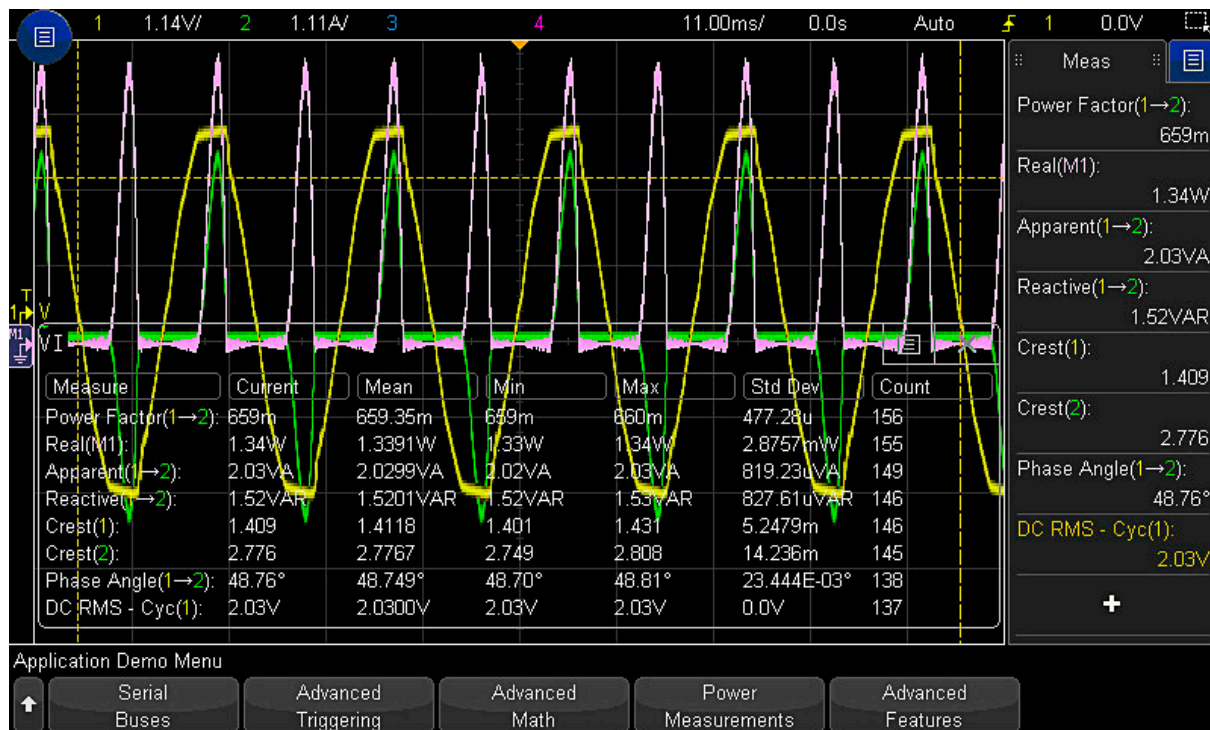 1 1.14V/ 2 1.11A/ 3 4 11.00ms/ 0.0s Auto 1 0.0V
Meas
Power Factor(1→2):
659m
Real(M1):
1.34W
Apparent(1→2):
2.03VA
Reactive(1→2):
1.52VAR
Crest(1):
1.409
Crest(2):
2.776
Phase Angle(1→2):
48.76°
DC RMS - Cyc(1):
2.03V
+
T
1 V
M1 VI
Measure Current Mean Min Max Std Dev Count
Power Factor(1→2): 659m 659.35m 659m 660m 477.28u 156
Real(M1): 1.34W 1.3391W 1.33W 1.34W 2.8757mW 155
Apparent(1→2): 2.03VA 2.0299VA 2.02VA 2.03VA 819.23uVA 149
Reactive(1→2): 1.52VAR 1.5201VAR 1.52VAR 1.53VAR 827.61uVAR 146
Crest(1): 1.409 1.4118 1.401 1.431 5.2479m 146
Crest(2): 2.776 2.7767 2.749 2.808 14.236m 145
Phase Angle(1→2): 48.76° 48.749° 48.70° 48.81° 23.444E-03° 138
DC RMS - Cyc(1): 2.03V 2.0300V 2.03V 2.03V 0.0V 137
Application Demo Menu
Serial Buses
Advanced Triggering
Advanced Math
Power Measurements
Advanced Features